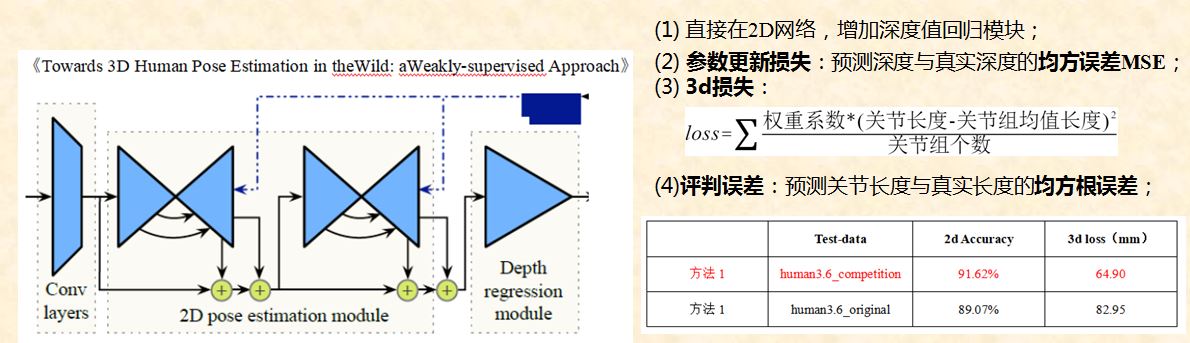 《Towards 3D Human Pose Estimation in theWild: aWeakly-supervised Approach》
Conv
layers
2D pose estimation module
Depth
regression
module
(1) 直接在2D网络，增加深度值回归模块；
(2) 参数更新损失：预测深度与真实深度的均方误差MSE；
(3) 3d损失：
loss=∑ 权重系数*(关节长度-关节组均值长度)²
关节组个数
(4)评判误差：预测关节长度与真实长度的均方根误差；
Test-data 2d Accuracy 3d loss（mm）
方法 1 human3.6_competition 91.62% 64.90
方法 1 human3.6_original 89.07% 82.95